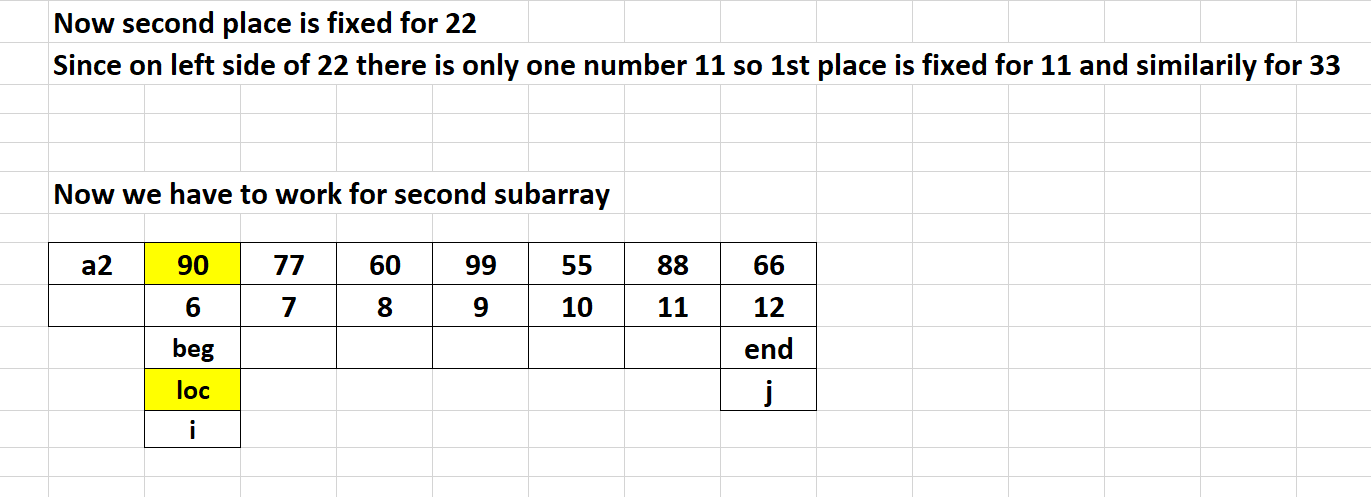 Now second place is fixed for 22
Since on left side of 22 there is only one number 11 so 1st place is fixed for 11 and similarily for 33
Now we have to work for second subarray
a2 90 77 60 99 55 88 66
6 7 8 9 10 11 12
beg end
loc j
i